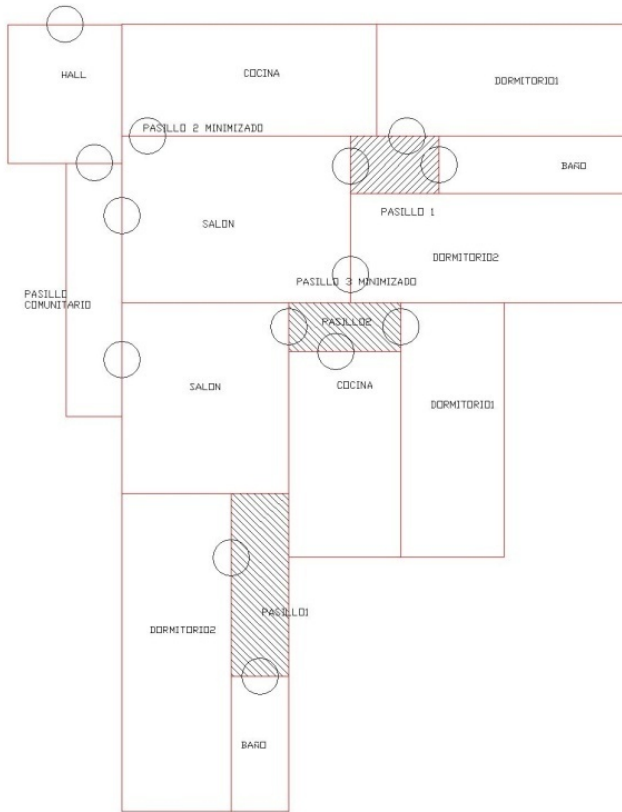 HALL
COCINA
DORMITORIO1
PASILLO 2 MINIMIZADO
BAÑO
PASILLO 1
SALON
DORMITORIO2
PASILLO 3 MINIMIZADO
PASILLO
COMUNITARIO
PASILLO2
SALON
COCINA
DORMITORIO1
PASILLO1
DORMITORIO2
BAÑO